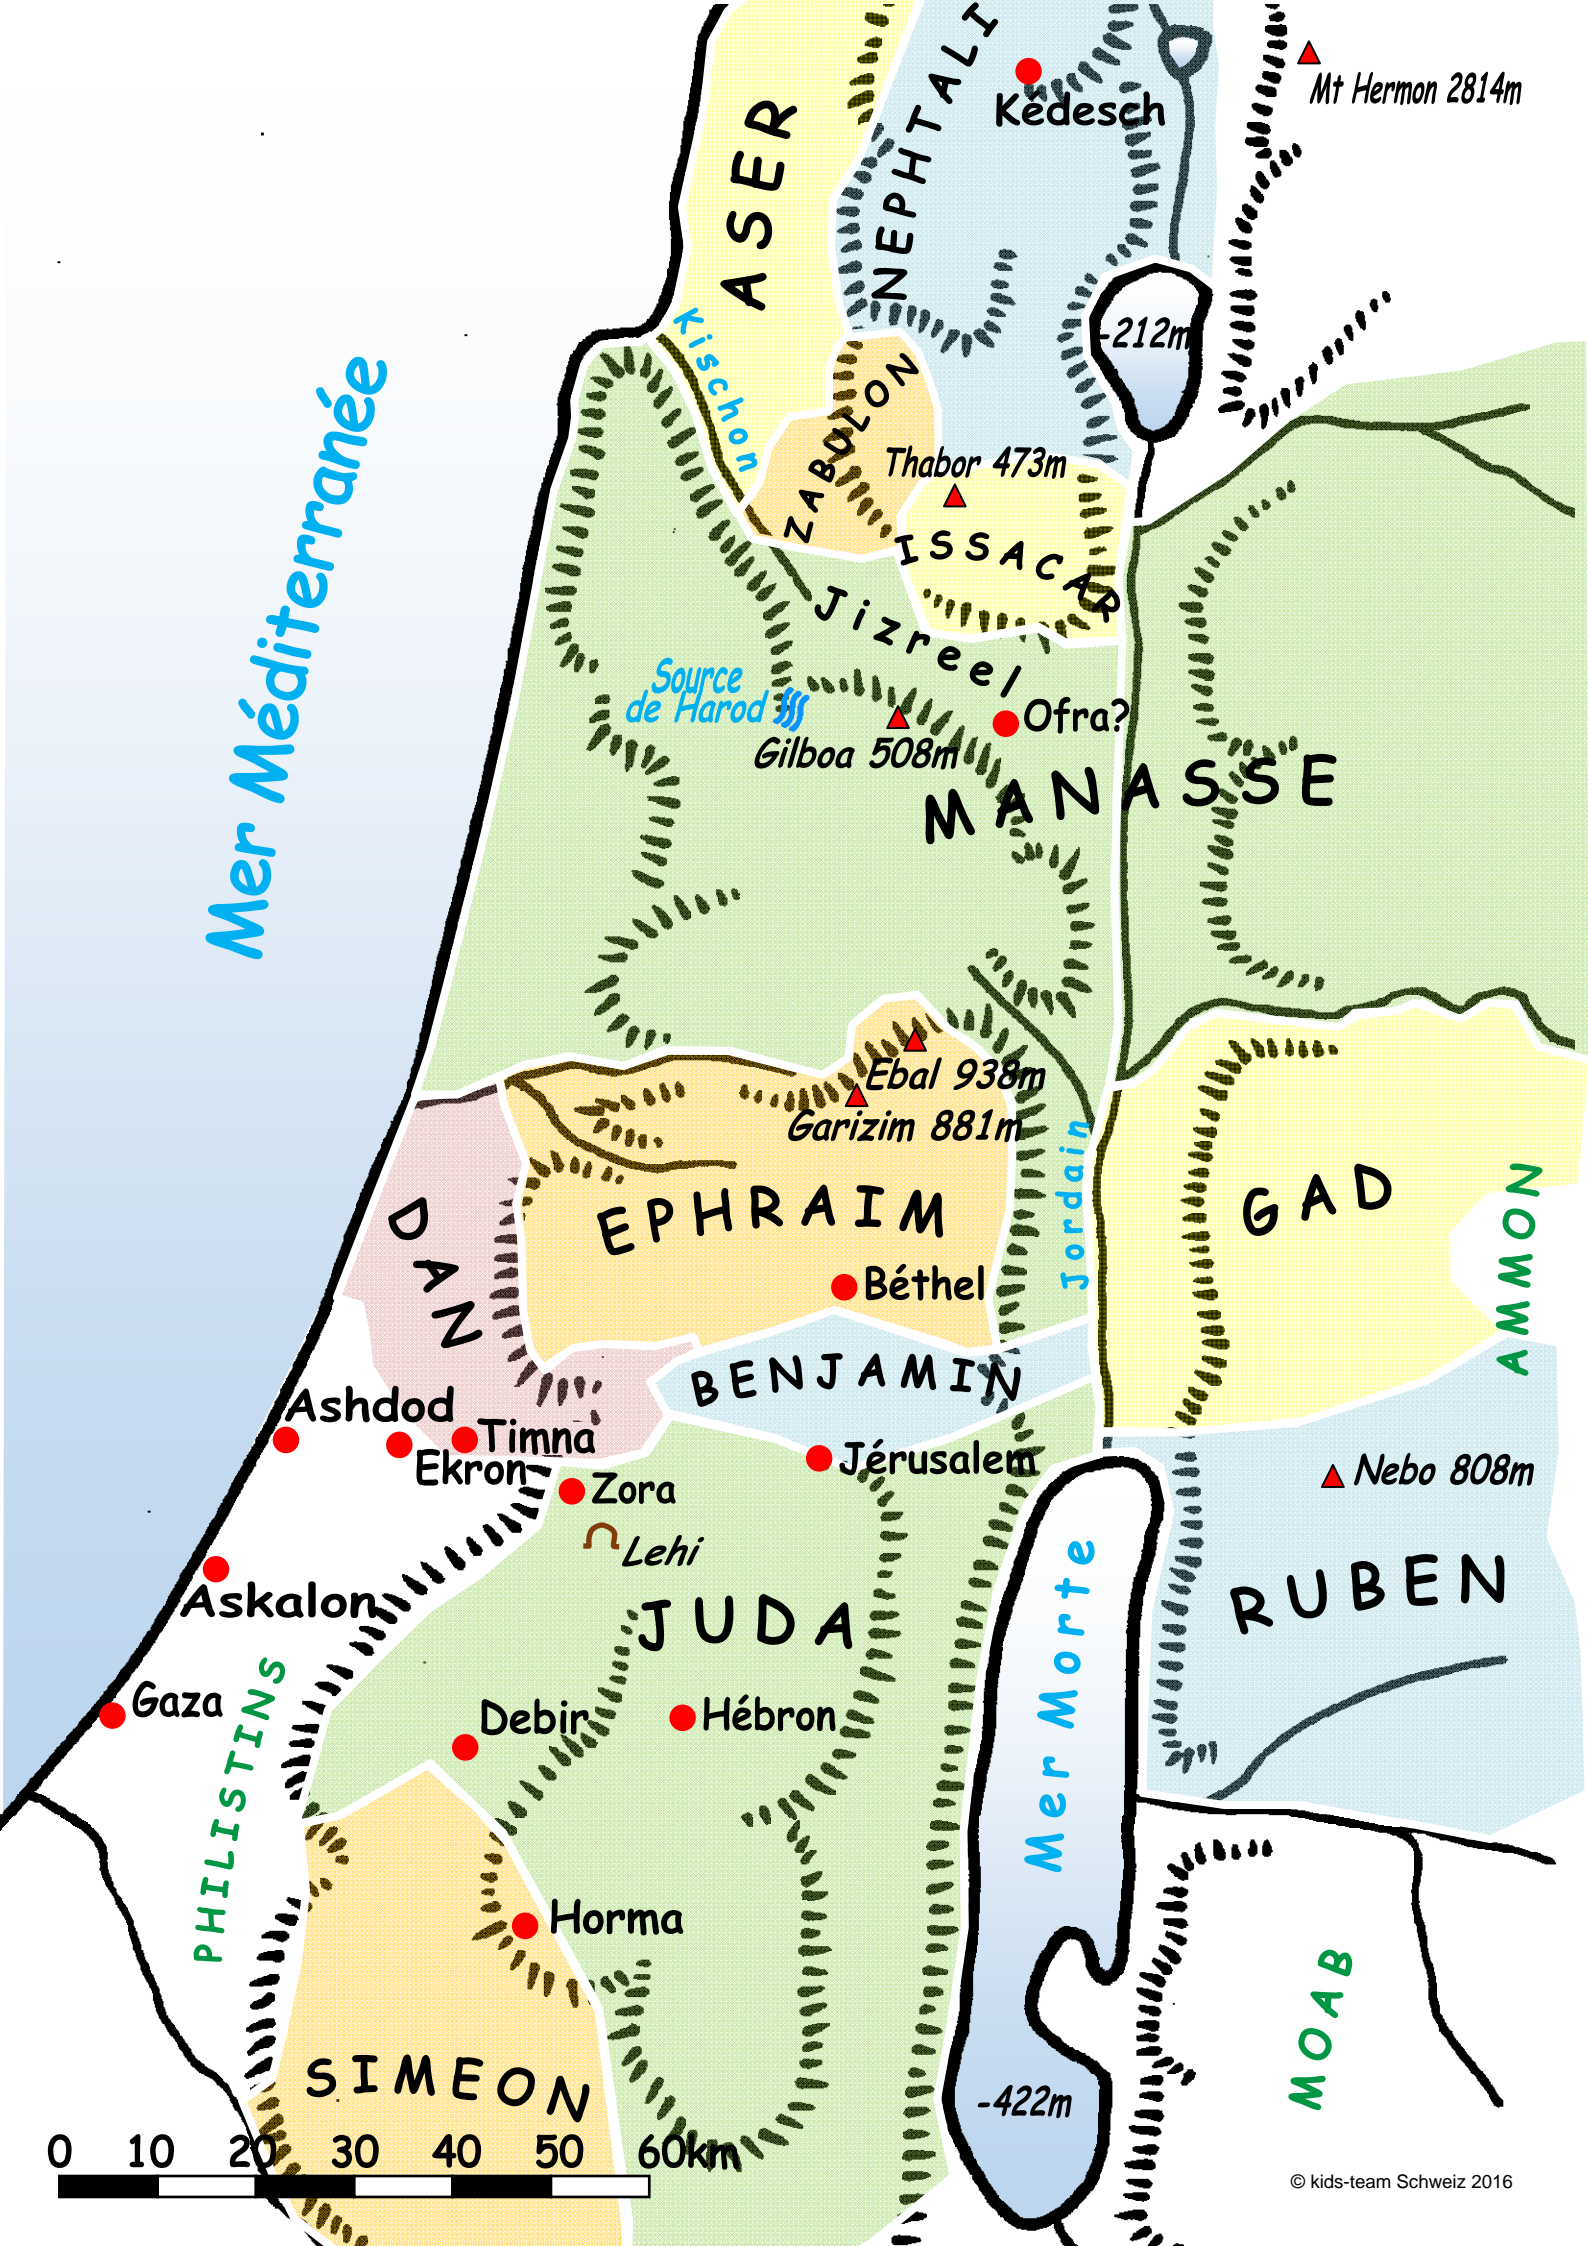 NEPHTALI
Mt Hermon 2814m
Kédesch
ASER
Kischon
-212m
ZABULON
Thabor 473m
ISSACAR
Mer Méditerranée
Jizreel
Source
de Harod
Ofra?
Gilboa 508m
MANASSE
Ebal 938m
Garizim 881m
Jordain
DAN
EPHRAIM
GAD
AMMON
Béthel
BENJAMIN
Ashdod
Timna
Ekron
Jérusalem
Zora
Nebo 808m
Lehi
Askalon
JUDA
Mer Morte
RUBEN
Gaza
PHILISTINS
Debir
Hébron
Horma
MOAB
SIMEON
-422m
0 10 20 30 40 50 60km
© kids-team Schweiz 2016